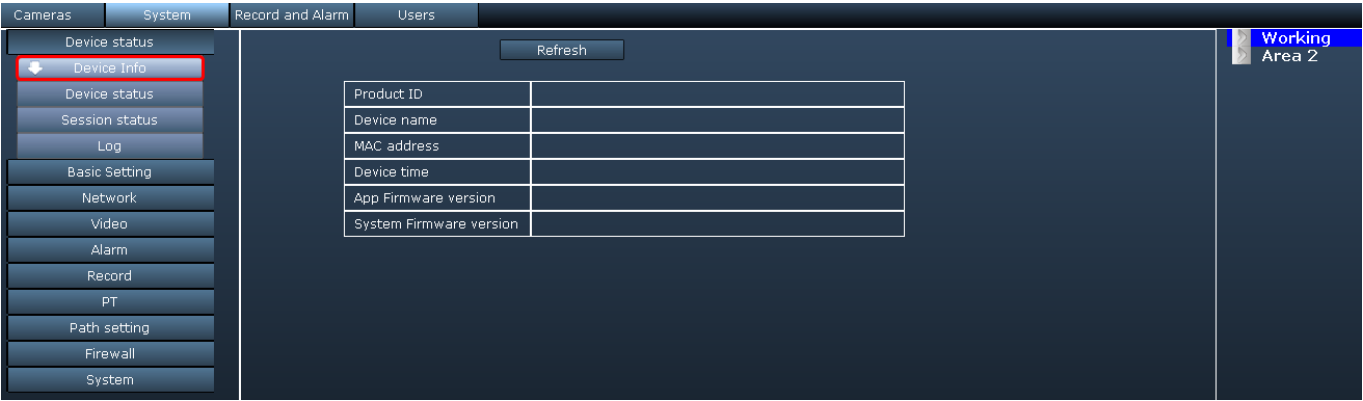 Cameras System Record and Alarm Users
Device status
Device Info
Device status
Session status
Log
Basic Setting
Network
Video
Alarm
Record
PT
Path setting
Firewall
System
Refresh
Product ID
Device name
MAC address
Device time
App Firmware version
System Firmware version
Working
Area 2